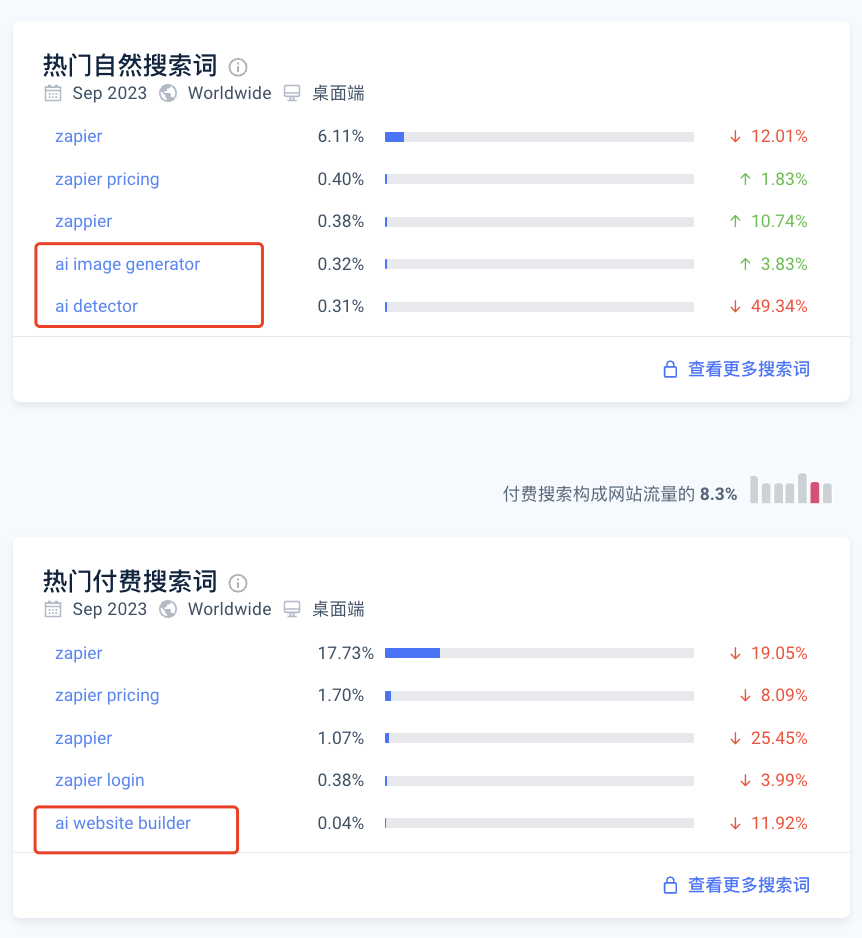 热门自然搜索词
Sep 2023 Worldwide 桌面端
zapier 6.11% ↓ 12.01%
zapier pricing 0.40% ↑ 1.83%
zappier 0.38% ↑ 10.74%
ai image generator 0.32% ↑ 3.83%
ai detector 0.31% ↓ 49.34%
查看更多搜索词
付费搜索构成网站流量的 8.3%
热门付费搜索词
Sep 2023 Worldwide 桌面端
zapier 17.73% ↓ 19.05%
zapier pricing 1.70% ↓ 8.09%
zappier 1.07% ↓ 25.45%
zapier login 0.38% ↓ 3.99%
ai website builder 0.04% ↓ 11.92%
查看更多搜索词